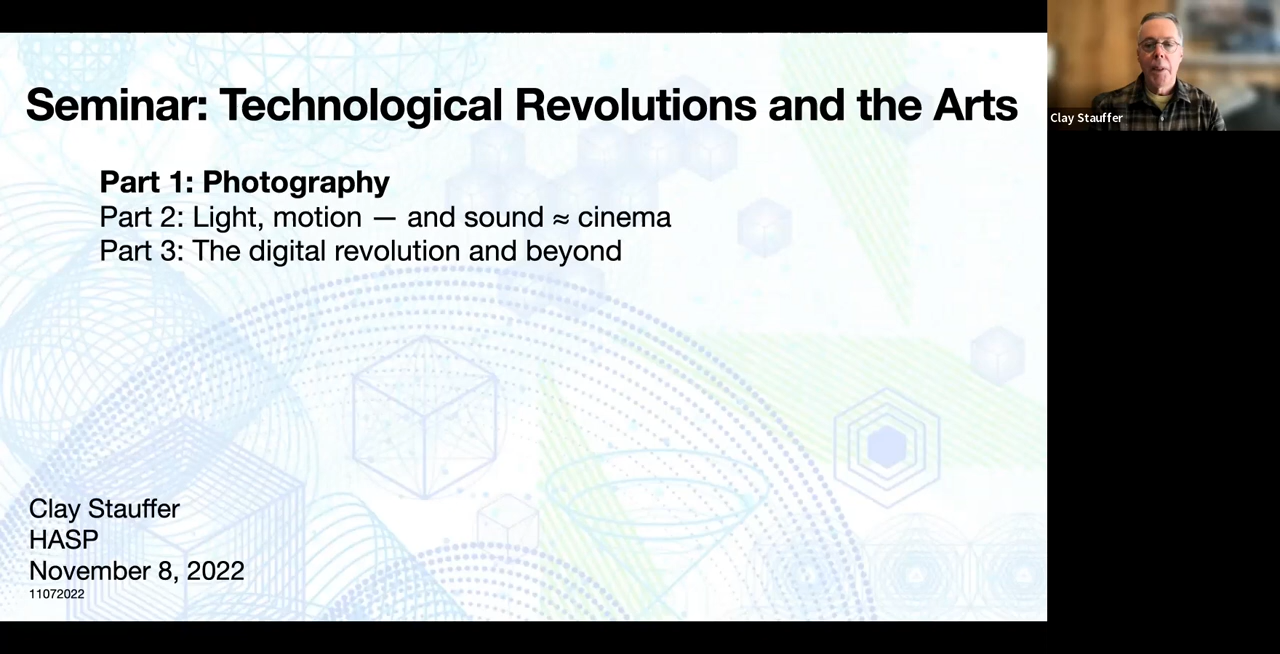 Seminar: Technological Revolutions and the Arts
Part 1: Photography
Part 2: Light, motion — and sound ≈ cinema
Part 3: The digital revolution and beyond
Clay Stauffer
HASP
November 8, 2022
11072022
Clay Stauffer